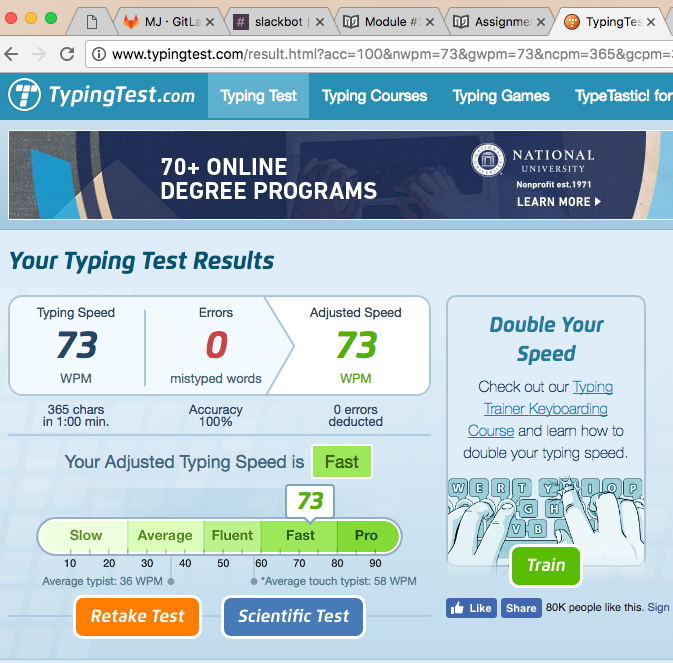 MJ · GitLa
slackbot
Module #
Assignme
TypingTes
www.typingtest.com/result.html?acc=100&nwpm=73&gwpm=73&ncpm=365&gcpm=
TypingTest.com
Typing Test
Typing Courses
Typing Games
TypeTastic! for
70+ ONLINE
DEGREE PROGRAMS
NATIONAL
UNIVERSITY
Nonprofit est.1971
LEARN MORE
Your Typing Test Results
Typing Speed
73
WPM
Errors
0
mistyped words
Adjusted Speed
73
WPM
365 chars
in 1:00 min.
Accuracy
100%
0 errors
deducted
Your Adjusted Typing Speed is Fast
73
Slow Average Fluent Fast Pro
10 20 30 40 50 60 70 80 90
Average typist: 36 WPM
*Average touch typist: 58 WPM
Retake Test
Scientific Test
Double Your
Speed
Check out our Typing
Trainer Keyboarding
Course and learn how to
double your typing speed.
W E R T Y I O P
G H
V B
Train
Like
Share
80K people like this. Sign